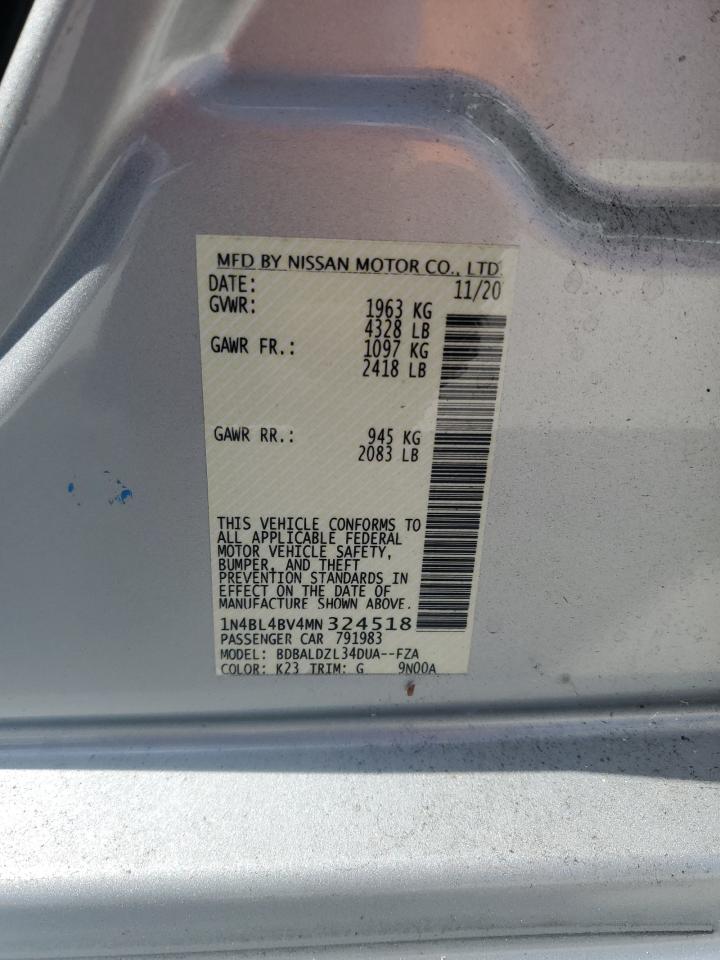 MFD BY NISSAN MOTOR CO., LTD.
DATE: 11/20
GVWR: 1963 KG
4328 LB
GAWR FR.: 1097 KG
2418 LB
GAWR RR.: 945 KG
2083 LB
THIS VEHICLE CONFORMS TO
ALL APPLICABLE FEDERAL
MOTOR VEHICLE SAFETY,
BUMPER, AND THEFT
PREVENTION STANDARDS IN
EFFECT ON THE DATE OF
MANUFACTURE SHOWN ABOVE.
1N4BL4BV4MN324518
PASSENGER CAR 791983
MODEL: BDBALDZL34DUA--FZA
COLOR: K23 TRIM: G 9N00A